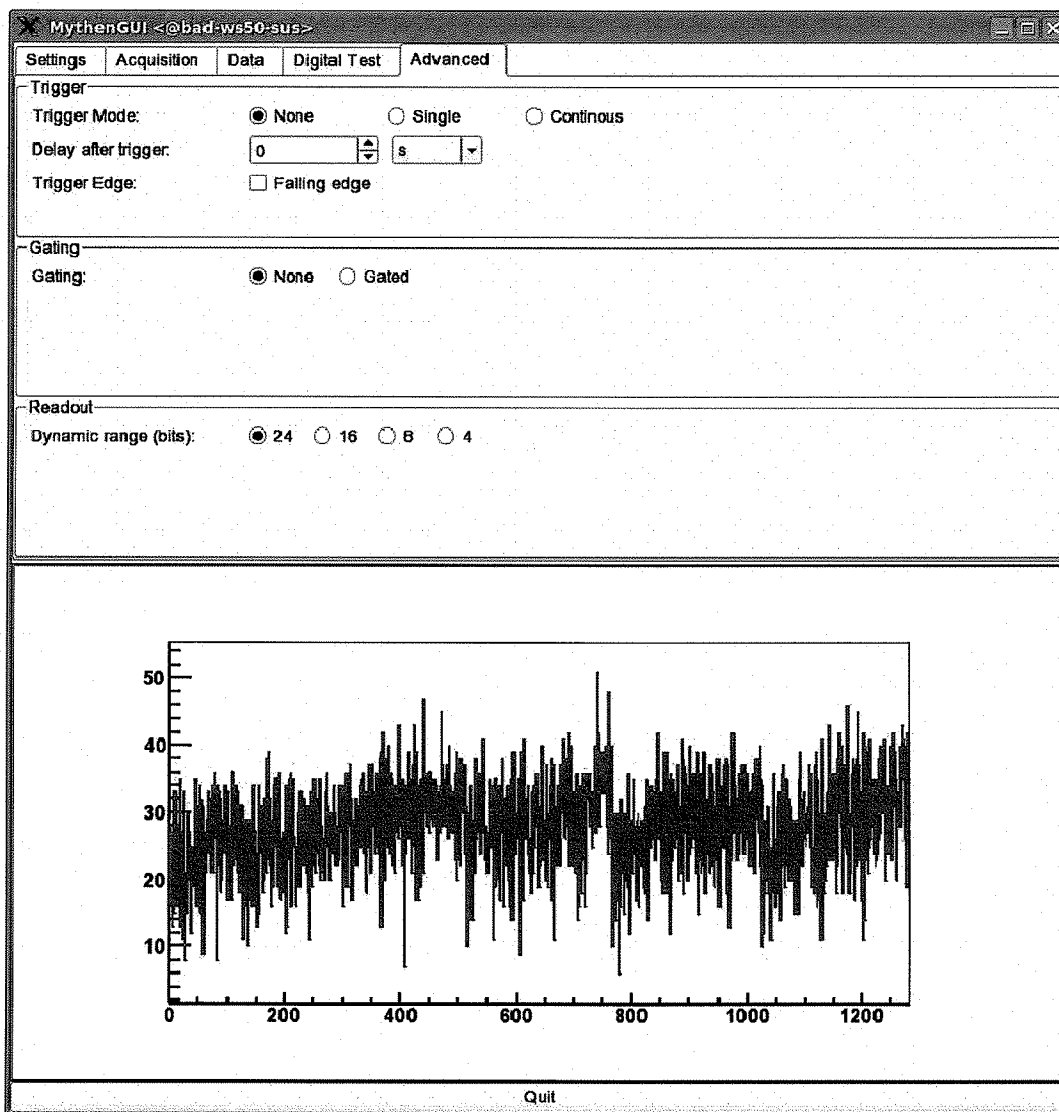 MythenGUI <@bad-ws50-sus>
Settings Acquisition Data Digital Test Advanced
Trigger
Trigger Mode: None Single Continous
Delay after trigger: 0 s
Trigger Edge: Falling edge
Gating
Gating: None Gated
Readout
Dynamic range (bits): 24 16 8 4
50
40
30
20
10
0 200 400 600 800 1000 1200
Quit